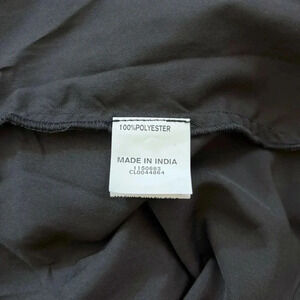 100%POLYESTER
MADE IN INDIA
1150683
CL0044864